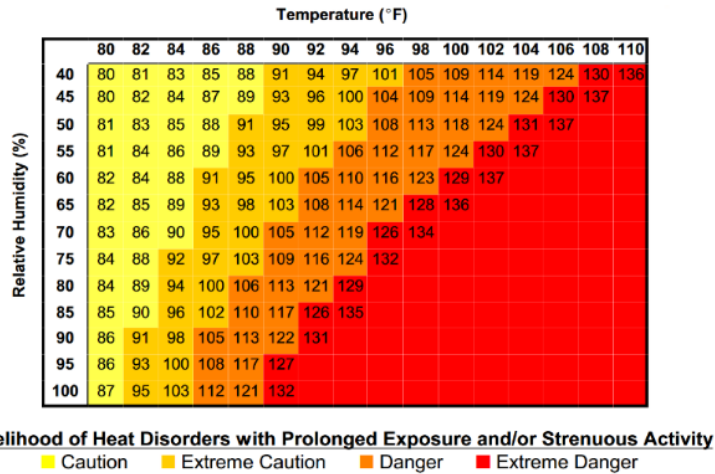 Temperature (°F)
80 82 84 86 88 90 92 94 96 98 100 102 104 106 108 110
Relative Humidity (%)
40 80 81 83 85 88 91 94 97 101 105 109 114 119 124 130 136
45 80 82 84 87 89 93 96 100 104 109 114 119 124 130 137
50 81 83 85 88 91 95 99 103 108 113 118 124 131 137
55 81 84 86 89 93 97 101 106 112 117 124 130 137
60 82 84 88 91 95 100 105 110 116 123 129 137
65 82 85 89 93 98 103 108 114 121 128 136
70 83 86 90 95 100 105 112 119 126 134
75 84 88 92 97 103 109 116 124 132
80 84 89 94 100 106 113 121 129
85 85 90 96 102 110 117 126 135
90 86 91 98 105 113 122 131
95 86 93 100 108 117 127
100 87 95 103 112 121 132
elihood of Heat Disorders with Prolonged Exposure and/or Strenuous Activity
Caution Extreme Caution Danger Extreme Danger